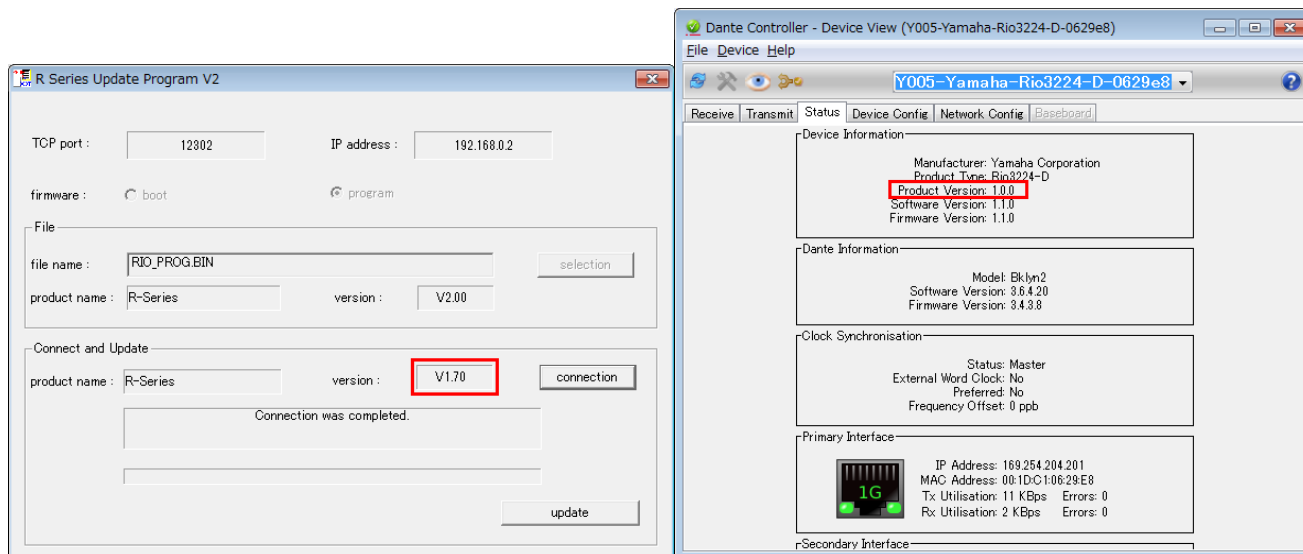 R Series Update Program V2
TCP port : 12302 IP address : 192.168.0.2
firmware : boot program
File
file name : RIO_PROG.BIN selection
product name : R-Series version : V2.00
Connect and Update
product name : R-Series version : V1.70 connection
Connection was completed.
update
Dante Controller - Device View (Y005-Yamaha-Rio3224-D-0629e8)
File Device Help
Y005-Yamaha-Rio3224-D-0629e8
Receive Transmit Status Device Config Network Config Baseboard
Device Information
Manufacturer: Yamaha Corporation
Product Type: Rio3224-D
Product Version: 1.0.0
Software Version: 1.1.0
Firmware Version: 1.1.0
Dante Information
Model: Bklyn2
Software Version: 3.6.4.20
Firmware Version: 3.4.3.8
Clock Synchronisation
Status: Master
External Word Clock: No
Preferred: No
Frequency Offset: 0 ppb
Primary Interface
1G
IP Address: 169.254.204.201
MAC Address: 00:1D:C1:06:29:E8
Tx Utilisation: 11 KBps Errors: 0
Rx Utilisation: 2 KBps Errors: 0
Secondary Interface